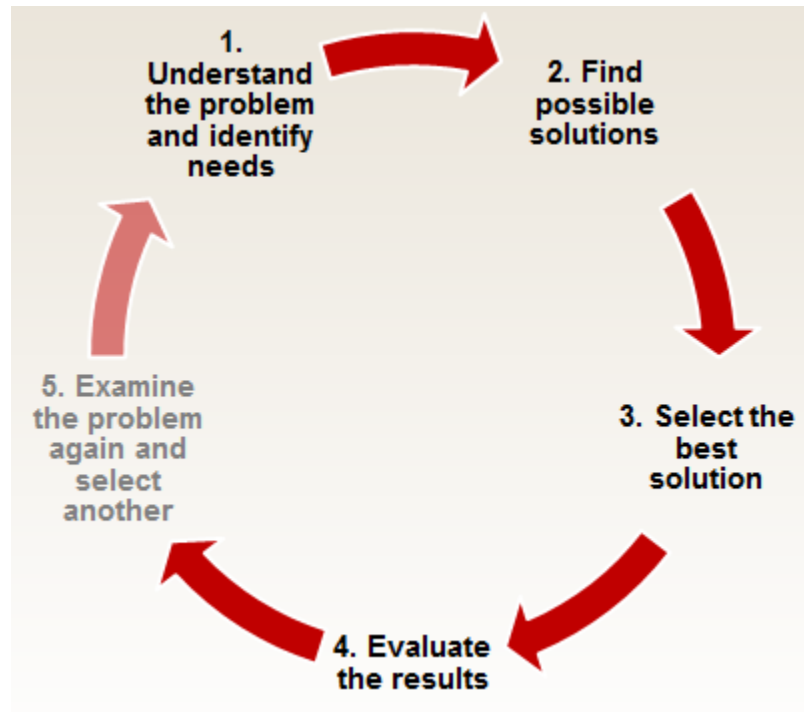 1.
Understand
the problem
and identify
needs
2. Find
possible
solutions
3. Select the
best
solution
4. Evaluate
the results
5. Examine
the problem
again and
select
another